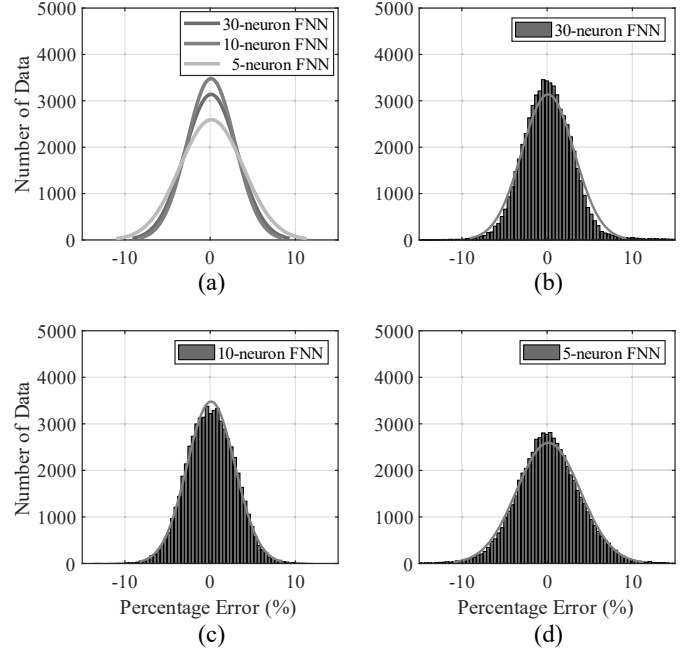 5000
4000
3000
2000
1000
0
Number of Data
30-neuron FNN
10-neuron FNN
5-neuron FNN
-10
0
10
(a)
5000
4000
3000
2000
1000
0
30-neuron FNN
-10
0
10
(b)
5000
4000
3000
2000
1000
0
Number of Data
10-neuron FNN
-10
0
10
Percentage Error (%)
(c)
5000
4000
3000
2000
1000
0
5-neuron FNN
-10
0
10
Percentage Error (%)
(d)